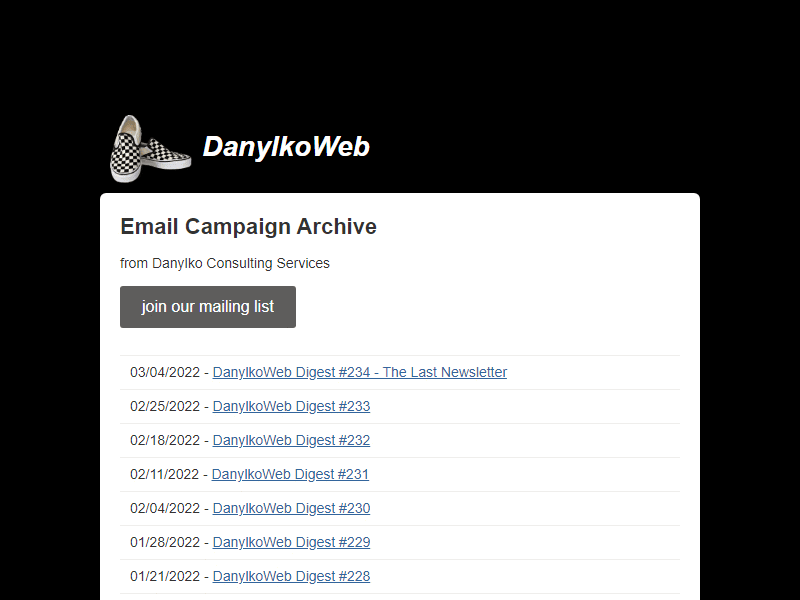 DanylkoWeb
Email Campaign Archive
from Danylko Consulting Services
join our mailing list
03/04/2022 - DanylkoWeb Digest #234 - The Last Newsletter
02/25/2022 - DanylkoWeb Digest #233
02/18/2022 - DanylkoWeb Digest #232
02/11/2022 - DanylkoWeb Digest #231
02/04/2022 - DanylkoWeb Digest #230
01/28/2022 - DanylkoWeb Digest #229
01/21/2022 - DanylkoWeb Digest #228